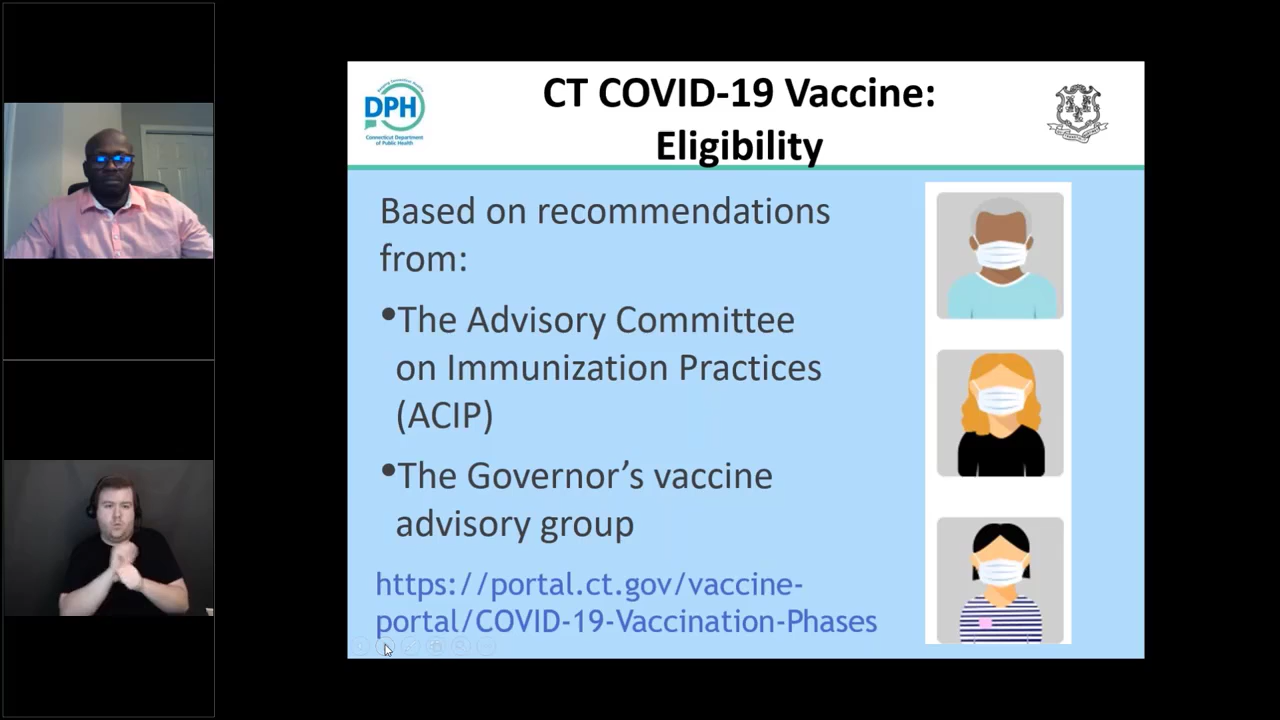 CT COVID-19 Vaccine:
Eligibility
DPH
Connecticut Department
of Public Health
Based on recommendations
from:
•The Advisory Committee
on Immunization Practices
(ACIP)
•The Governor’s vaccine
advisory group
https://portal.ct.gov/vaccine-
portal/COVID-19-Vaccination-Phases